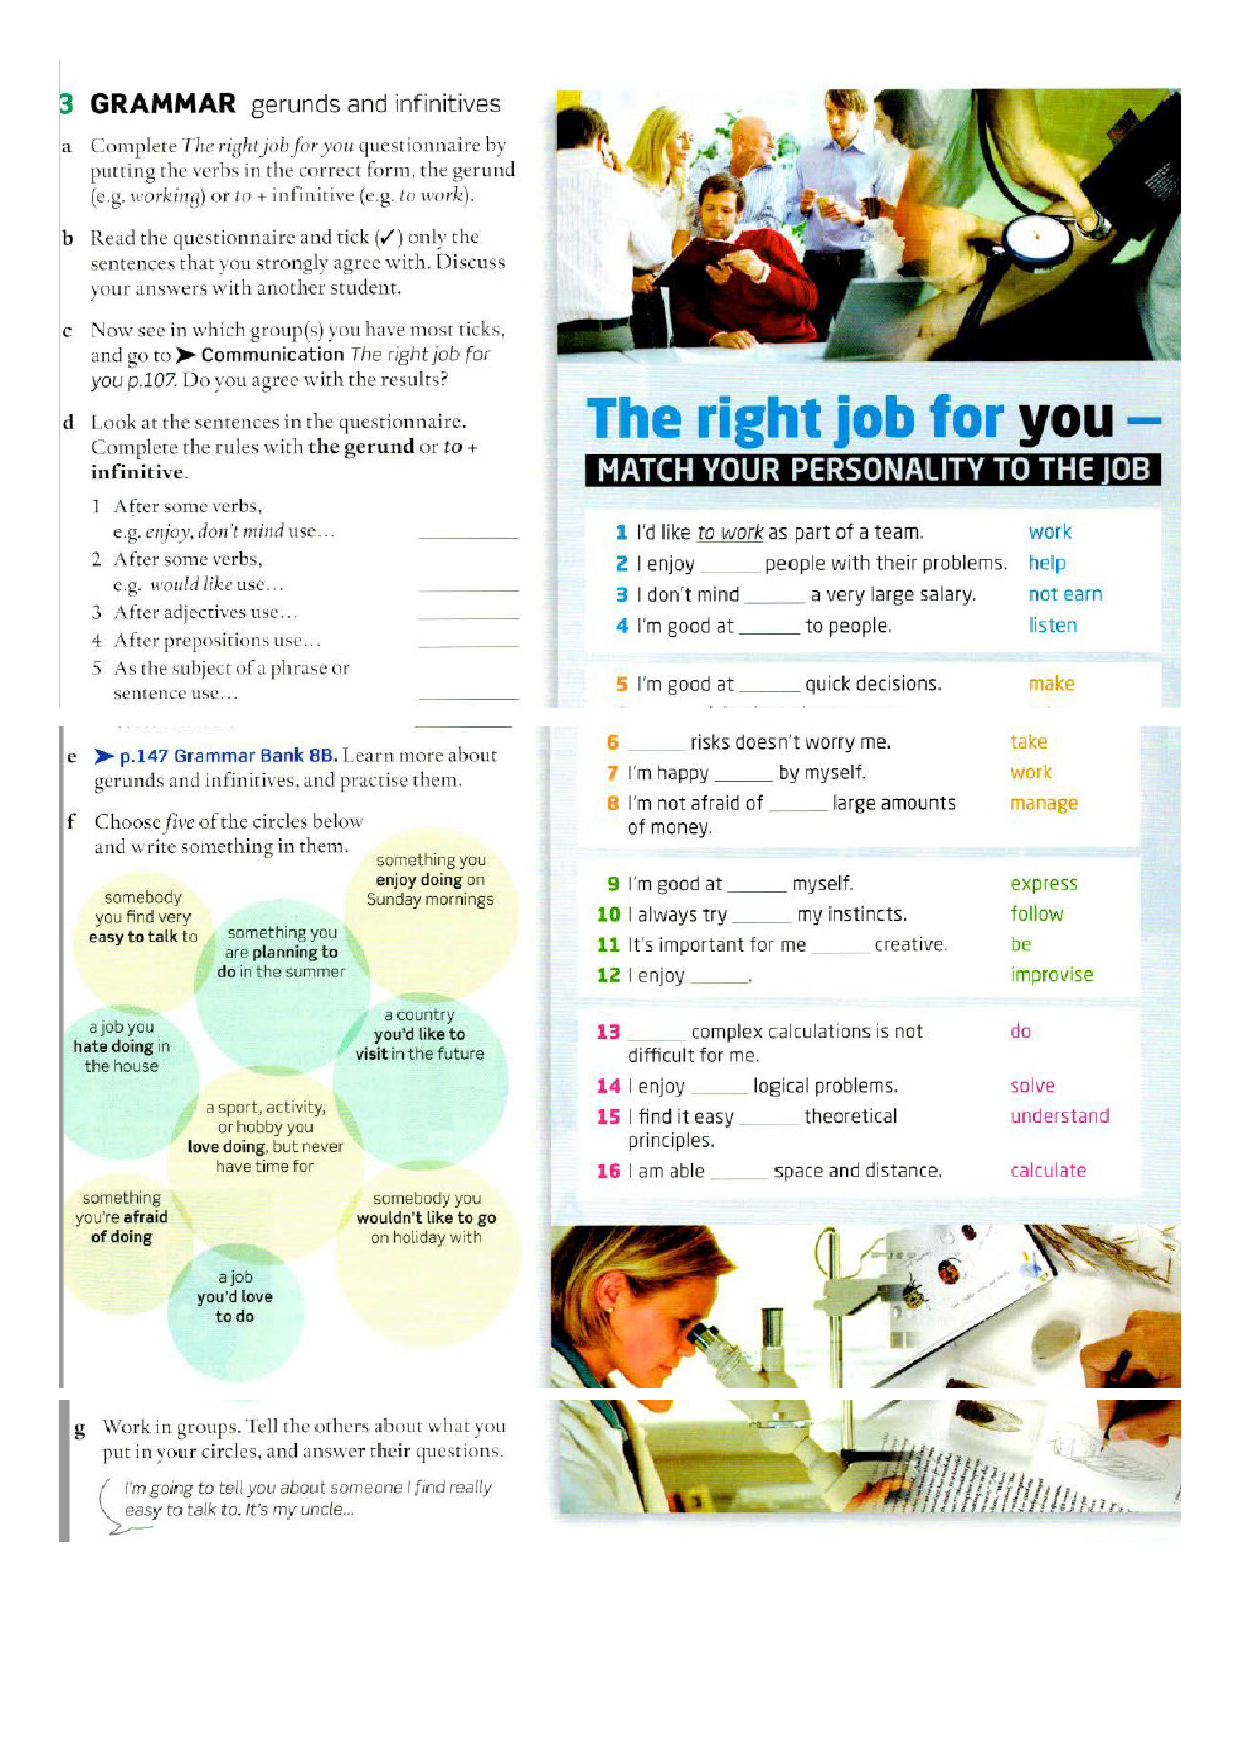 3 GRAMMAR gerunds and infinitives
a Complete The right job for you questionnaire by
putting the verbs in the correct form, the gerund
(e.g. working) or to + infinitive (e.g. to work).
b Read the questionnaire and tick (✓) only the
sentences that you strongly agree with. Discuss
your answers with another student.
c Now see in which group(s) you have most ticks,
and go to ➤ Communication The right job for
you p.107. Do you agree with the results?
d Look at the sentences in the questionnaire.
Complete the rules with the gerund or to +
infinitive.
1 After some verbs,
e.g. enjoy, don't mind use... ______
2 After some verbs,
e.g. would like use... ______
3 After adjectives use... ______
4 After prepositions use... ______
5 As the subject of a phrase or
sentence use... ______
e ➤ p.147 Grammar Bank 8B. Learn more about
gerunds and infinitives, and practise them.
f Choose five of the circles below
and write something in them.
something you
enjoy doing on
Sunday mornings
somebody
you find very
easy to talk to
something you
are planning to
do in the summer
a job you
hate doing in
the house
a country
you'd like to
visit in the future
a sport, activity,
or hobby you
love doing, but never
have time for
something
you're afraid
of doing
somebody you
wouldn't like to go
on holiday with
a job
you'd love
to do
g Work in groups. Tell the others about what you
put in your circles, and answer their questions.
I'm going to tell you about someone I find really
easy to talk to. It's my uncle...
The right job for you –
MATCH YOUR PERSONALITY TO THE JOB
1 I'd like to work as part of a team. work
2 I enjoy ______ people with their problems. help
3 I don't mind ______ a very large salary. not earn
4 I'm good at ______ to people. listen
5 I'm good at ______ quick decisions. make
6 ______ risks doesn't worry me. take
7 I'm happy ______ by myself. work
8 I'm not afraid of ______ large amounts manage
of money.
9 I'm good at ______ myself. express
10 I always try ______ my instincts. follow
11 It's important for me ______ creative. be
12 I enjoy ______. improvise
13 ______ complex calculations is not do
difficult for me.
14 I enjoy ______ logical problems. solve
15 I find it easy ______ theoretical understand
principles.
16 I am able ______ space and distance. calculate